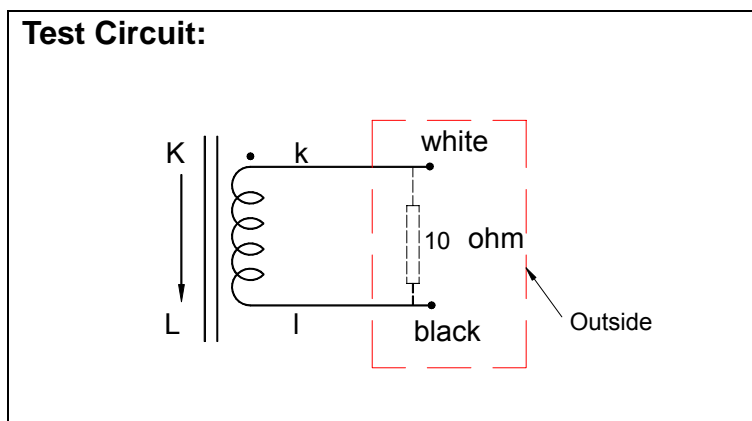 Test Circuit:
K k white
10 ohm
L l black
Outside